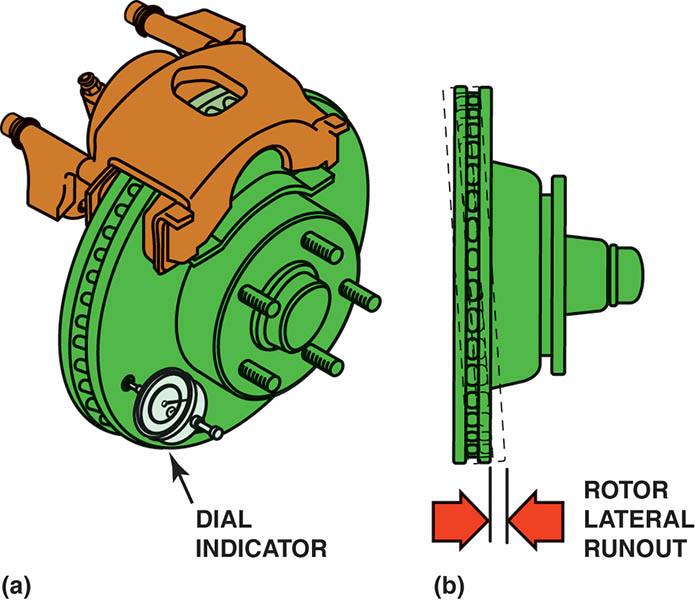 DIAL
INDICATOR
(a)
ROTOR
LATERAL
RUNOUT
(b)